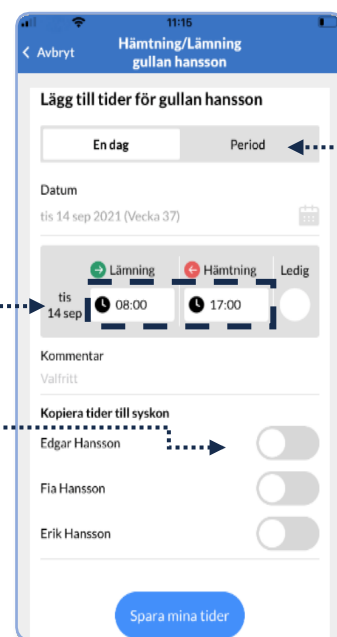 11:15
Avbryt
Hämtning/Lämning
gullan hansson
Lägg till tider för gullan hansson
En dag Period
Datum
tis 14 sep 2021 (Vecka 37)
Lämning Hämtning Ledig
tis
14 sep
08:00 17:00
Kommentar
Valfritt
Kopiera tider till syskon
Edgar Hansson
Fia Hansson
Erik Hansson
Spara mina tider